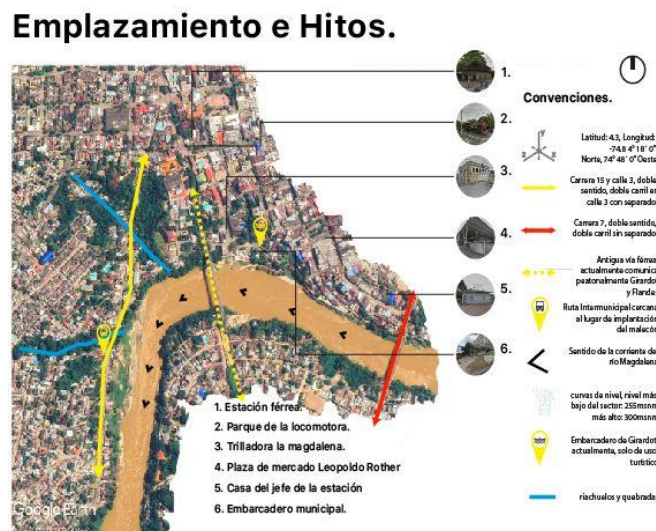 Emplazamiento e Hitos.
1.
2.
3.
4.
5.
6.
Convenciones.
Latitud: 4.3, Longitud:
-74.8 4° 18' 0"
Norte, 74° 48' 0" Oeste
Carrera 15 y calle 3, doble
sentido, doble carril en
calle 3 con separado
Carrera 7, doble sentido,
doble carril sin separado
Antigua vía férrea
actualmente comunica
peatonalmente Girardot
y Flande
Ruta Intermunicipal cercana
al lugar de implantación
del malecón
Sentido de la corriente de
río Magdalena
curvas de nivel, nivel más
bajo del sector: 255msnm
más alto: 300msnm
Embarcadero de Girardot
actualmente, solo de uso
turístico
riachuelos y quebradas
1. Estación férrea.
2. Parque de la locomotora.
3. Trilladora la magdalena.
4. Plaza de mercado Leopoldo Rother
5. Casa del jefe de la estación
6. Embarcadero municipal.
Google Earth